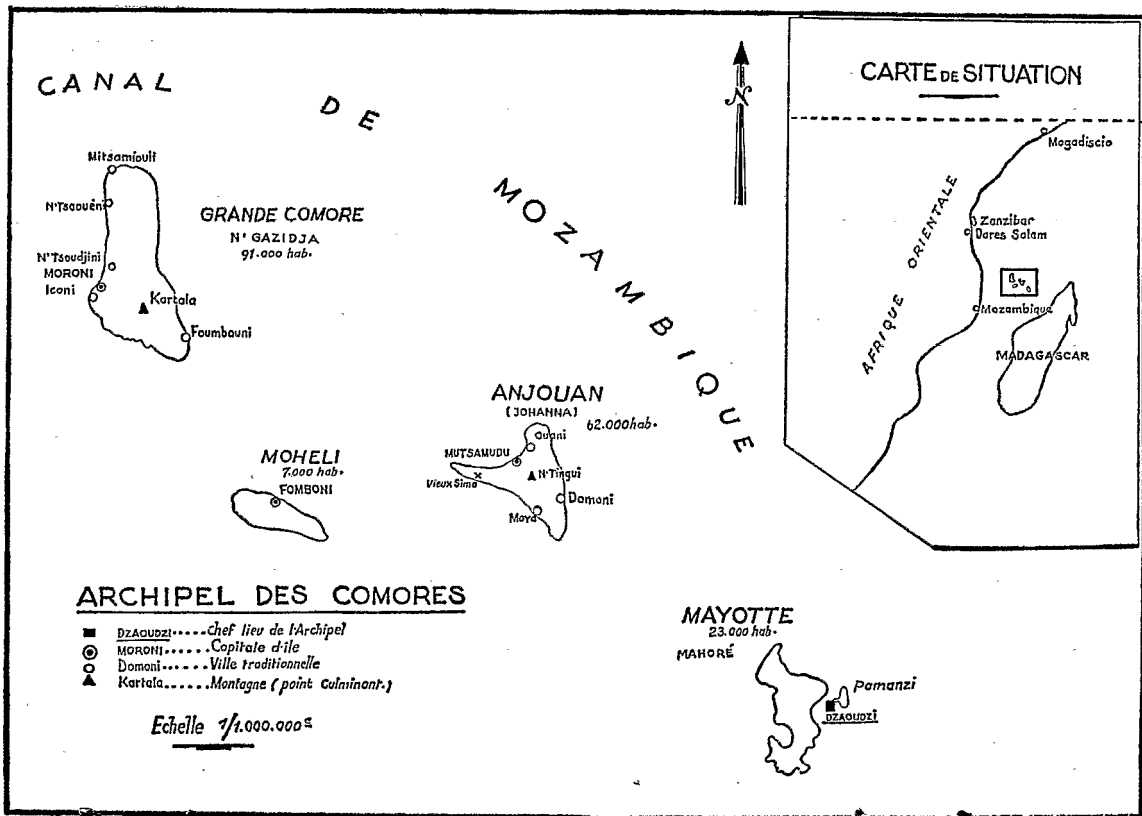 CANAL DE MOZAMBIQUE
N
Mitsamiouli
N'Tsaouêni
GRANDE COMORE
N'GAZIDJA
91.000 hab.
N'Tsoudjini
MORONI
Iconi
Kartala
Foumbouni
ANJOUAN
(JOHANNA)
62.000 hab.
Ouani
MUTSAMUDU
N'Tingui
Vieux Sima
Domoni
Moya
MOHELI
7.000 hab.
FOMBONI
MAYOTTE
23.000 hab.
MAHORÉ
Pamanzi
DZAOUDZI
ARCHIPEL DES COMORES
DZAOUDZI.....Chef lieu de l'Archipel
MORONI......Capitale d'île
Domoni......Ville traditionnelle
Kartala......Montagne (point Culminant.)
Echelle 1/1.000.000e
CARTE DE SITUATION
Mogadiscio
AFRIQUE ORIENTALE
Zanzibar
Dares Salam
Mozambique
MADAGASCAR